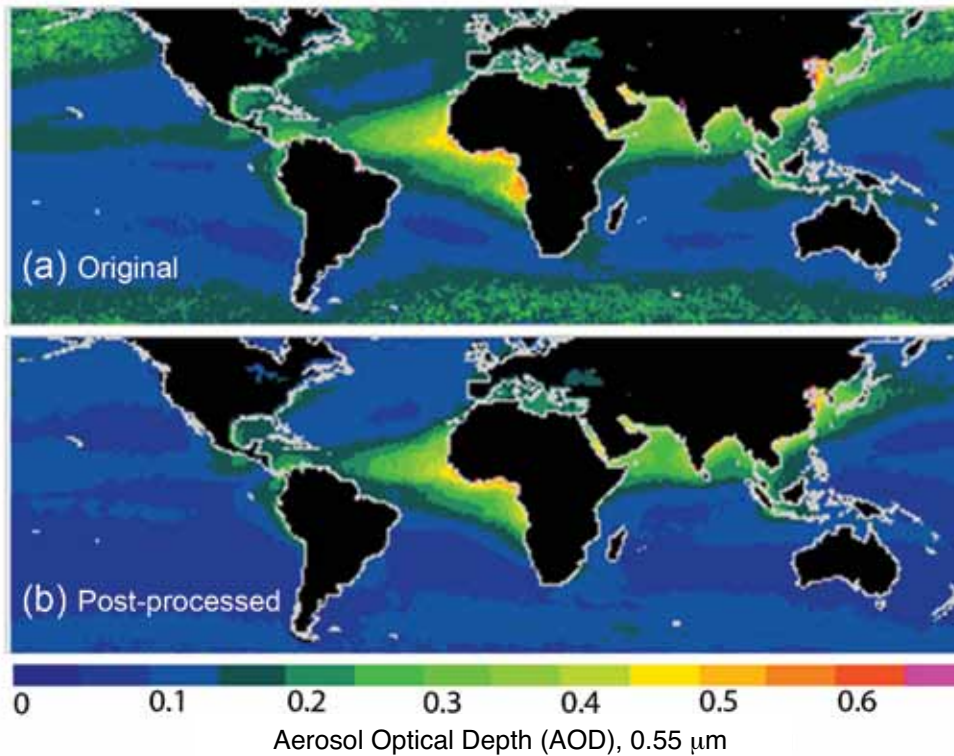 (a) Original
(b) Post-processed
0 0.1 0.2 0.3 0.4 0.5 0.6
Aerosol Optical Depth (AOD), 0.55 μm